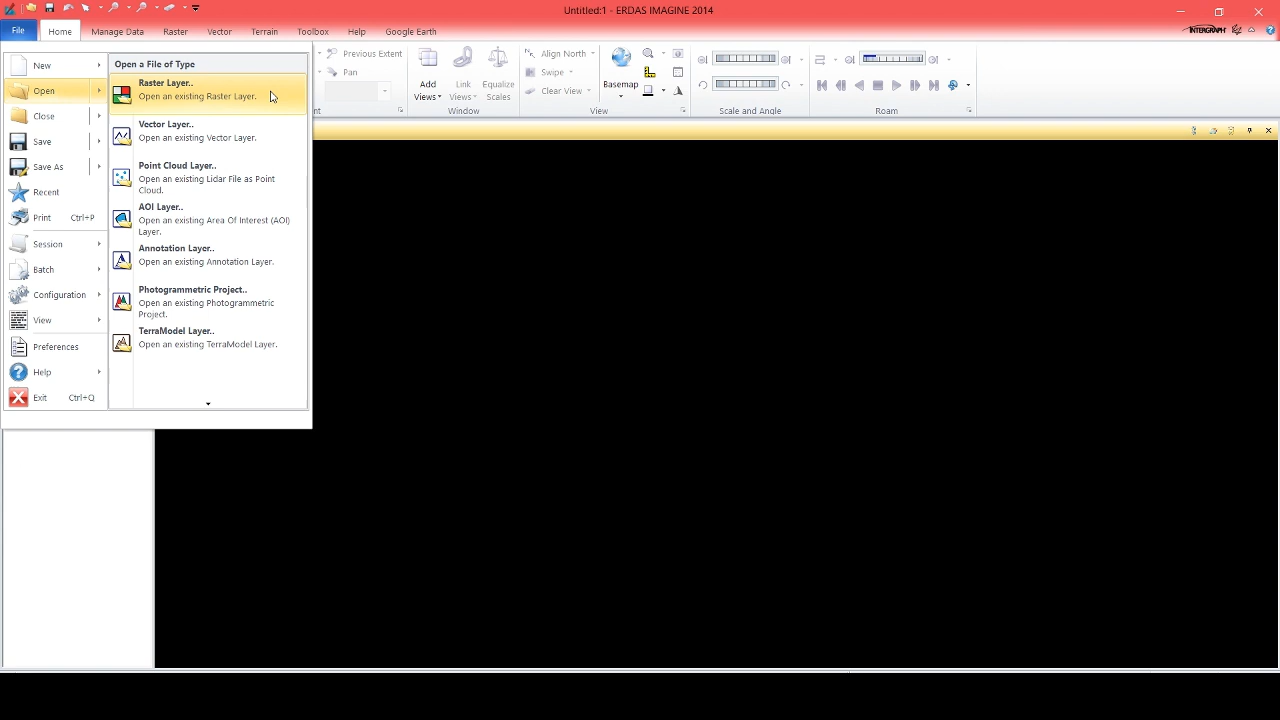 Untitled:1 - ERDAS IMAGINE 2014
File Home Manage Data Raster Vector Terrain Toolbox Help Google Earth
INTERGRAPH
New
Open
Close
Save
Save As
Recent
Print Ctrl+P
Session
Batch
Configuration
View
Preferences
Help
Exit Ctrl+Q
Open a File of Type
Raster Layer..
Open an existing Raster Layer.
Vector Layer..
Open an existing Vector Layer.
Point Cloud Layer..
Open an existing Lidar File as Point
Cloud.
AOI Layer..
Open an existing Area Of Interest (AOI)
Layer.
Annotation Layer..
Open an existing Annotation Layer.
Photogrammetric Project..
Open an existing Photogrammetric
Project.
TerraModel Layer..
Open an existing TerraModel Layer.
Previous Extent
Pan
nt
Add
Views
Link
Views
Equalize
Scales
Window
Align North
Swipe
Clear View
Basemap
View
Scale and Angle
Roam